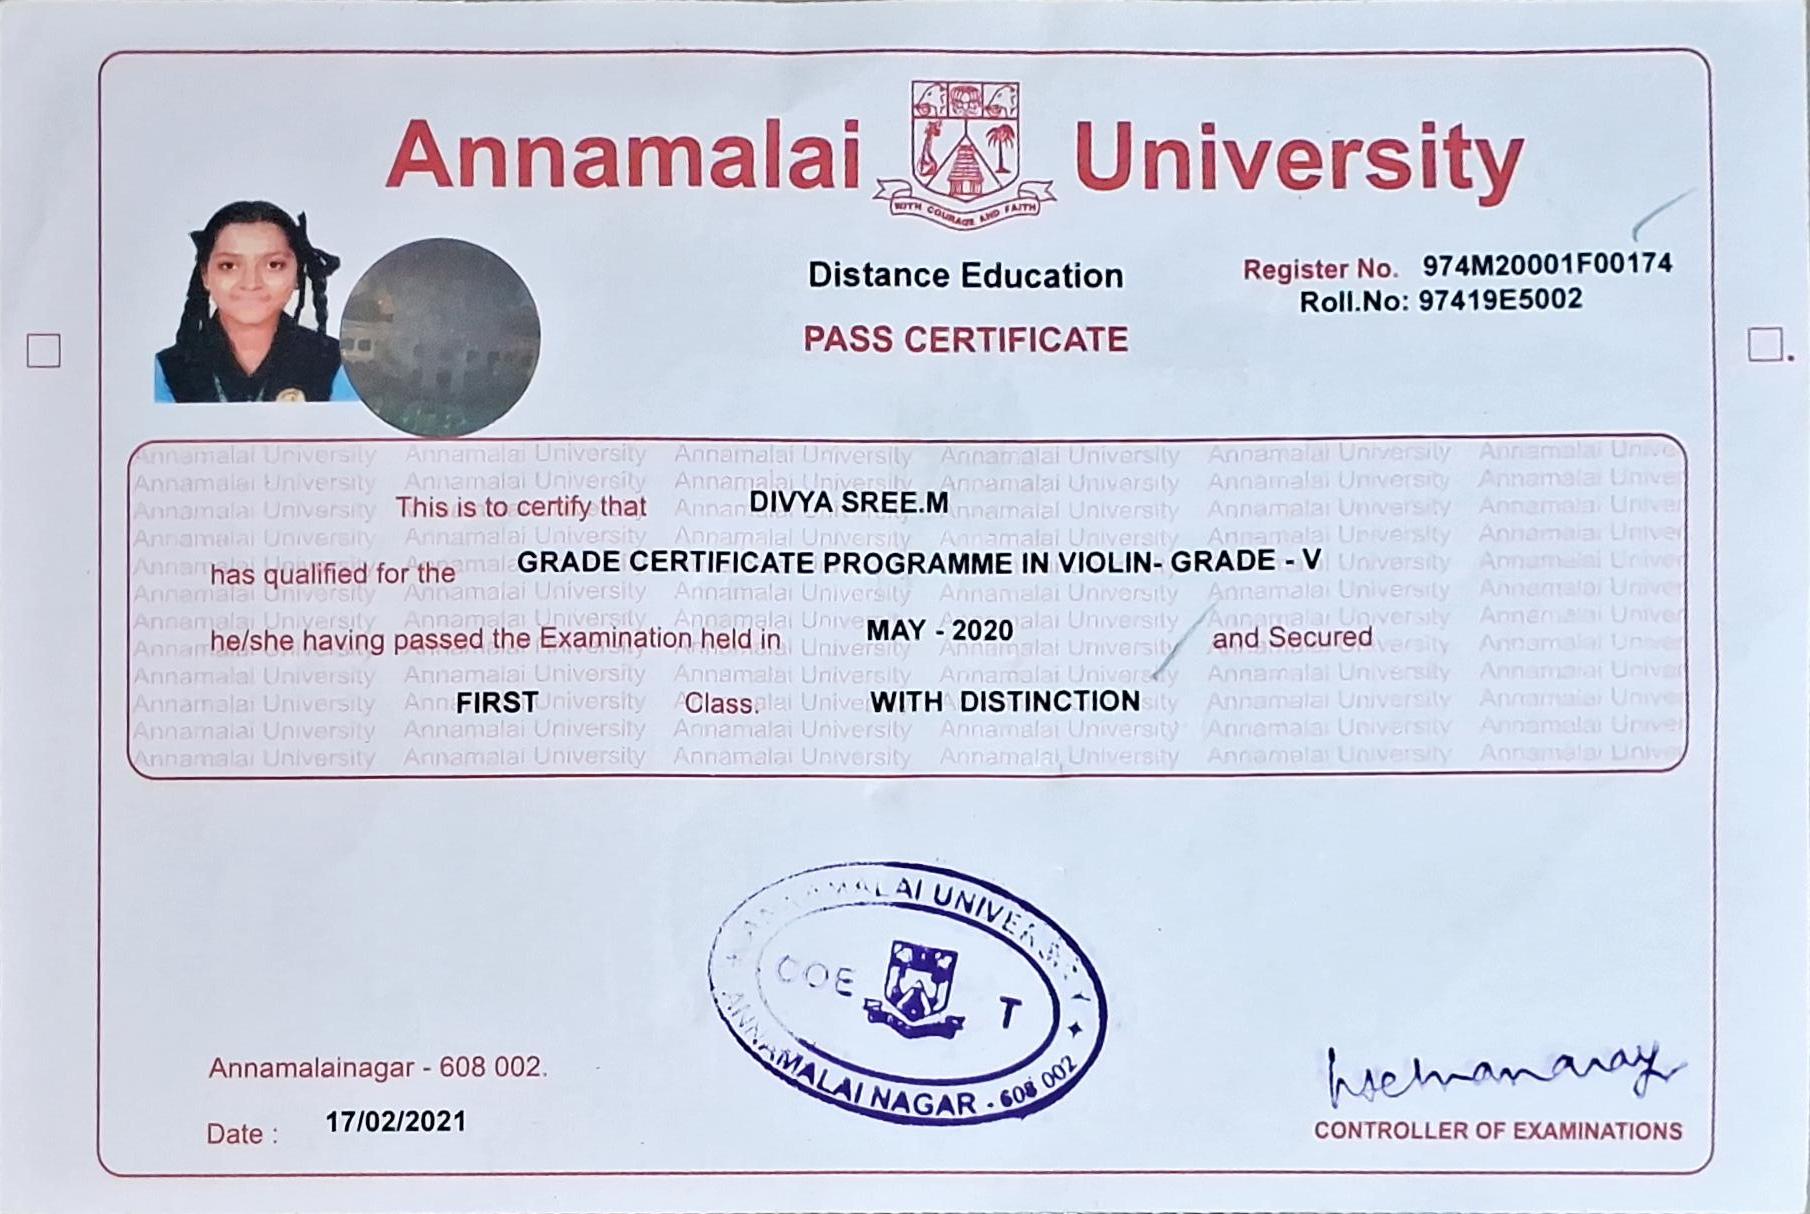 Annamalai University
WITH COURAGE AND FAITH
Distance Education
Register No. 974M20001F00174
Roll.No: 97419E5002
PASS CERTIFICATE
This is to certify that DIVYA SREE.M
has qualified for the GRADE CERTIFICATE PROGRAMME IN VIOLIN- GRADE - V
he/she having passed the Examination held in MAY - 2020 and Secured
FIRST Class. WITH DISTINCTION
ANNAMALAI UNIVERSITY
COE T
ANNAMALAI NAGAR - 608 002
Annamalainagar - 608 002.
Date : 17/02/2021
CONTROLLER OF EXAMINATIONS